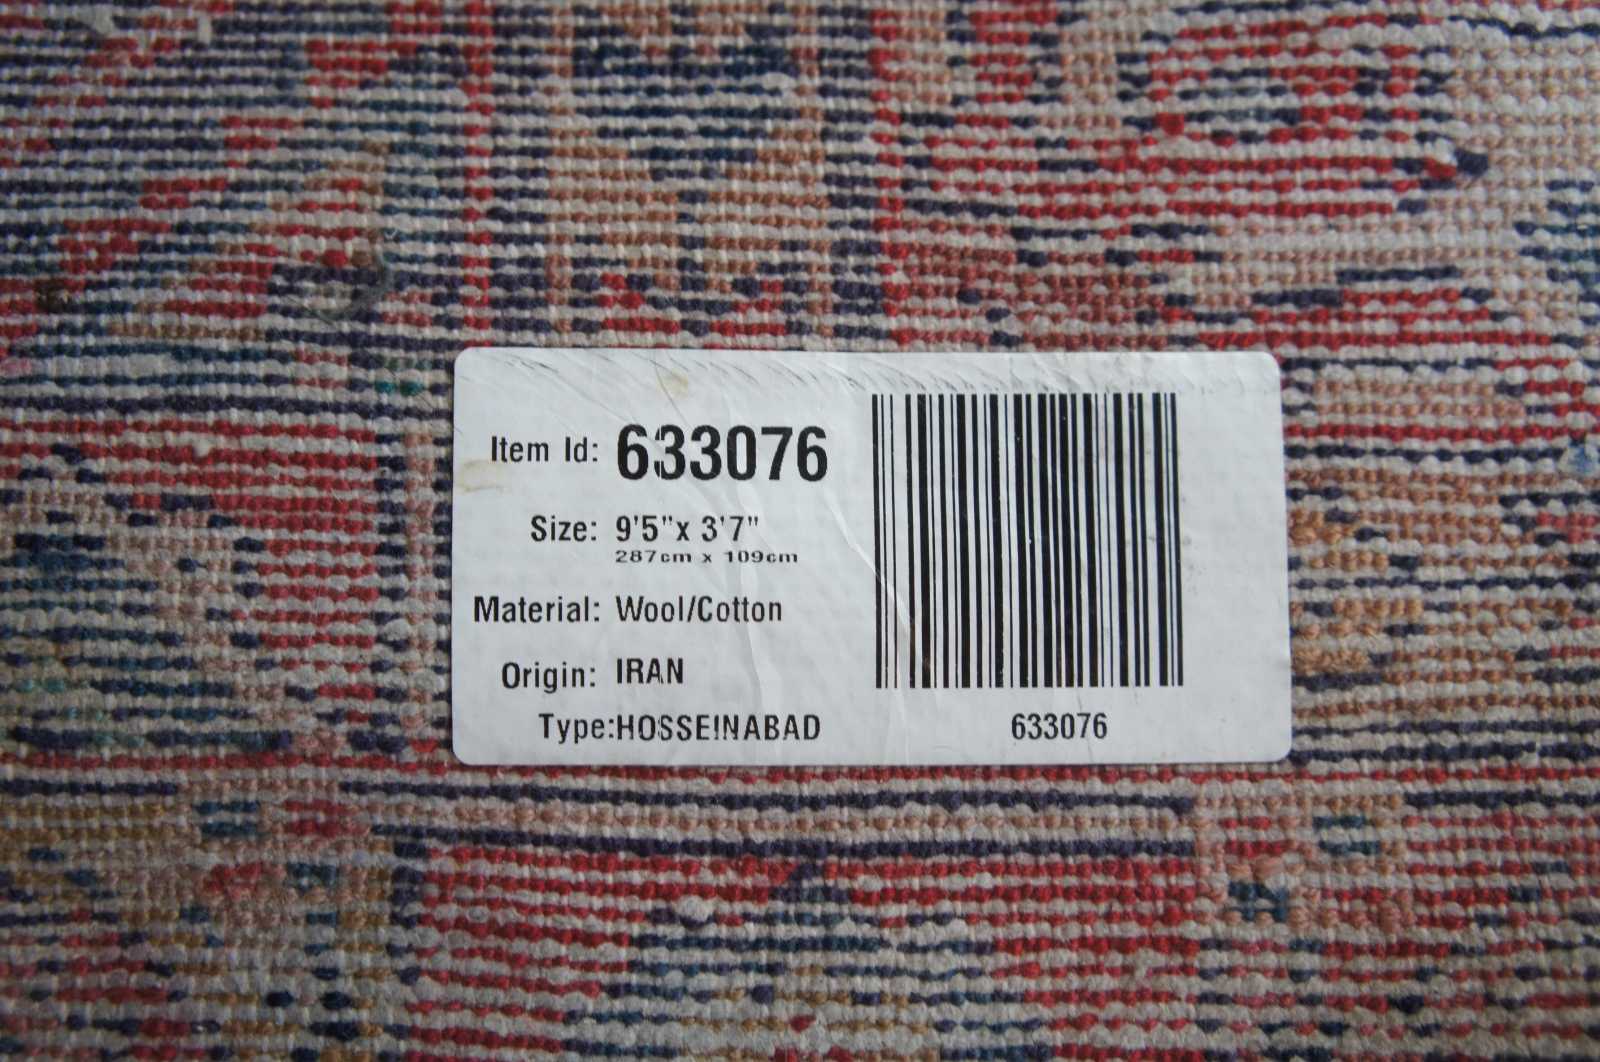 Item Id: 633076
Size: 9'5"x 3'7"
287cm x 109cm
Material: Wool/Cotton
Origin: IRAN
Type:HOSSEINABAD
633076